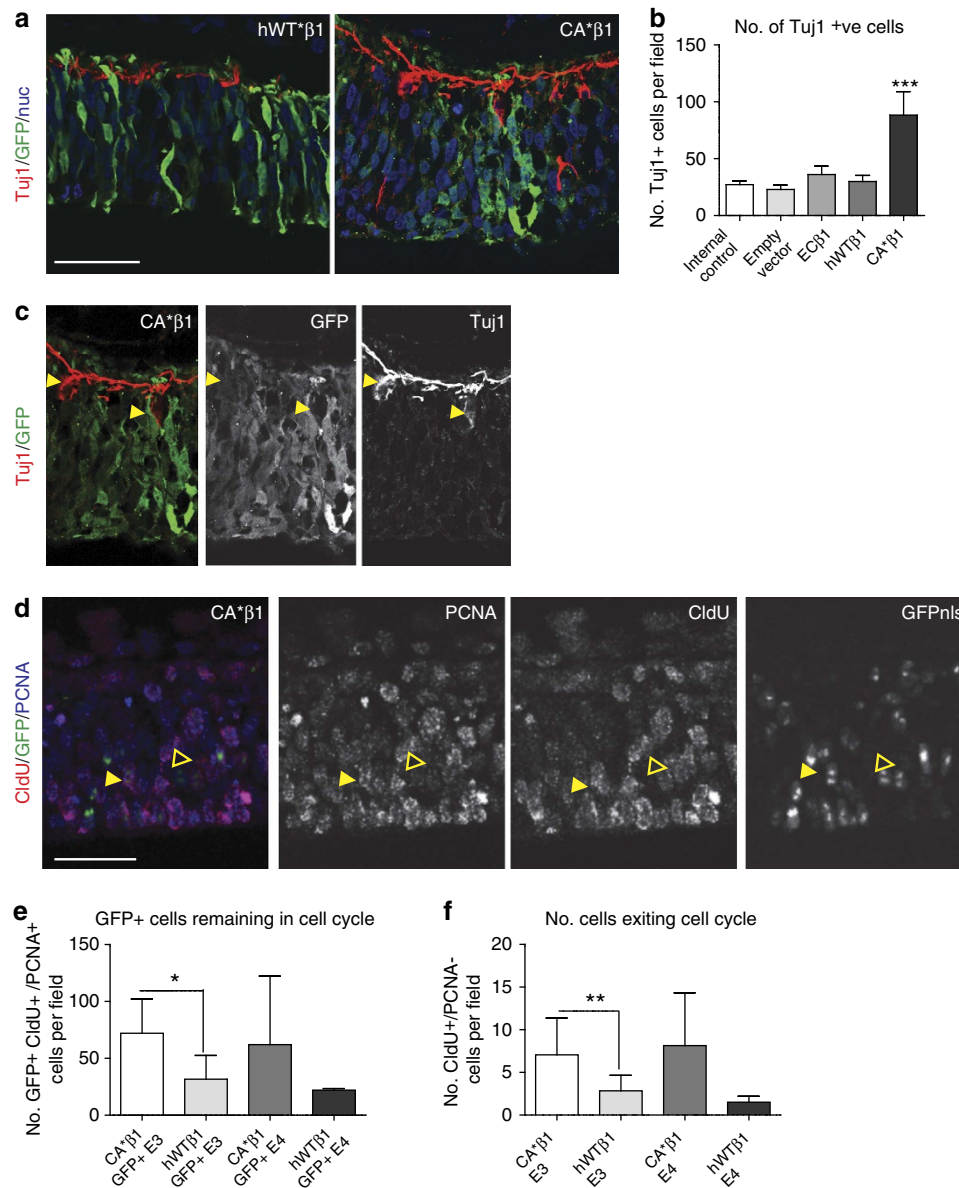 a
hWT*β1
CA*β1
Tuj1/GFP/nuc
b
No. of Tuj1 +ve cells
No. Tuj1+ cells per field
150
100
50
0
***
Internal
control
Empty
vector
ECβ1
hWTβ1
CA*β1
c
CA*β1
GFP
Tuj1
Tuj1/GFP
d
CA*β1
PCNA
CldU
GFPnls
CldU/GFP/PCNA
e
GFP+ cells remaining in cell cycle
No. GFP+ CldU+ /PCNA+
cells per field
150
100
50
0
*
CA*β1
GFP+ E3
hWTβ1
GFP+ E3
CA*β1
GFP+ E4
hWTβ1
GFP+ E4
f
No. cells exiting cell cycle
No. CldU+/PCNA-
cells per field
20
15
10
5
0
**
CA*β1
E3
hWTβ1
E3
CA*β1
E4
hWTβ1
E4